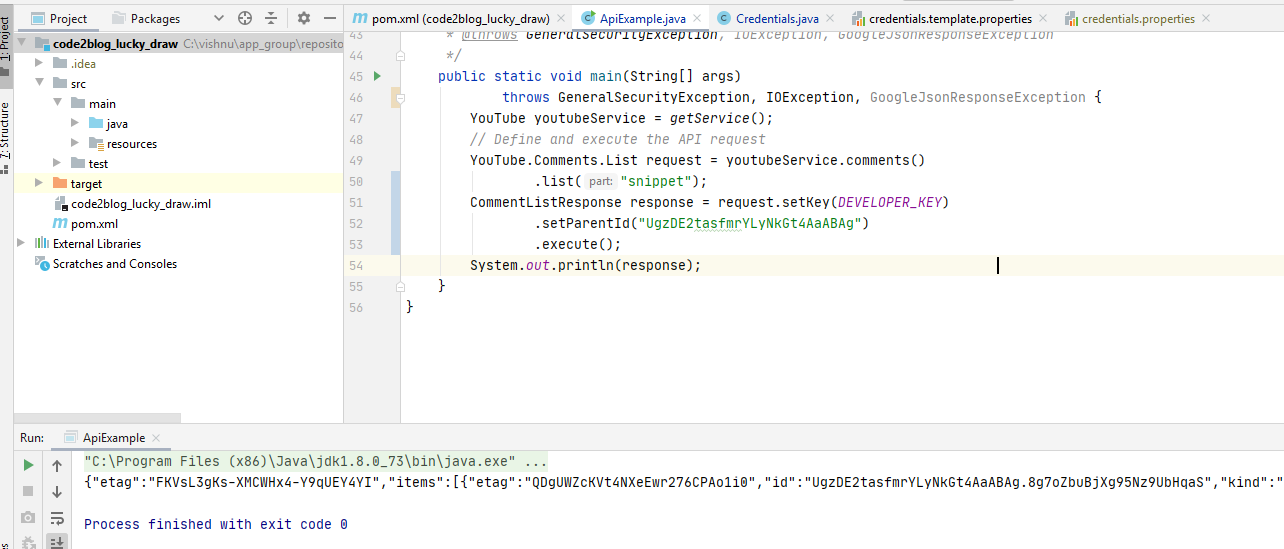 Project
Packages
pom.xml (code2blog_lucky_draw)
ApiExample.java
Credentials.java
credentials.template.properties
credentials.properties
1: Project
7: Structure
code2blog_lucky_draw C:\vishnu\app_group\reposito
.idea
src
main
java
resources
test
target
code2blog_lucky_draw.iml
pom.xml
External Libraries
Scratches and Consoles
43 * @throws GeneralSecurityException, IOException, GoogleJsonResponseException
44 */
45 public static void main(String[] args)
46 throws GeneralSecurityException, IOException, GoogleJsonResponseException {
47 YouTube youtubeService = getService();
48 // Define and execute the API request
49 YouTube.Comments.List request = youtubeService.comments()
50 .list( part: "snippet");
51 CommentListResponse response = request.setKey(DEVELOPER_KEY)
52 .setParentId("UgzDE2tasfmrYLyNkGt4AaABAg")
53 .execute();
54 System.out.println(response);
55 }
56 }
Run: ApiExample
"C:\Program Files (x86)\Java\jdk1.8.0_73\bin\java.exe" ...
{"etag":"FKVsL3gKs-XMCWHx4-Y9qUEY4YI","items":[{"etag":"QDgUWZcKVt4NXeEwr276CPAo1i0","id":"UgzDE2tasfmrYLyNkGt4AaABAg.8g7oZbuBjXg95Nz9UbHqaS","kind":"
Process finished with exit code 0